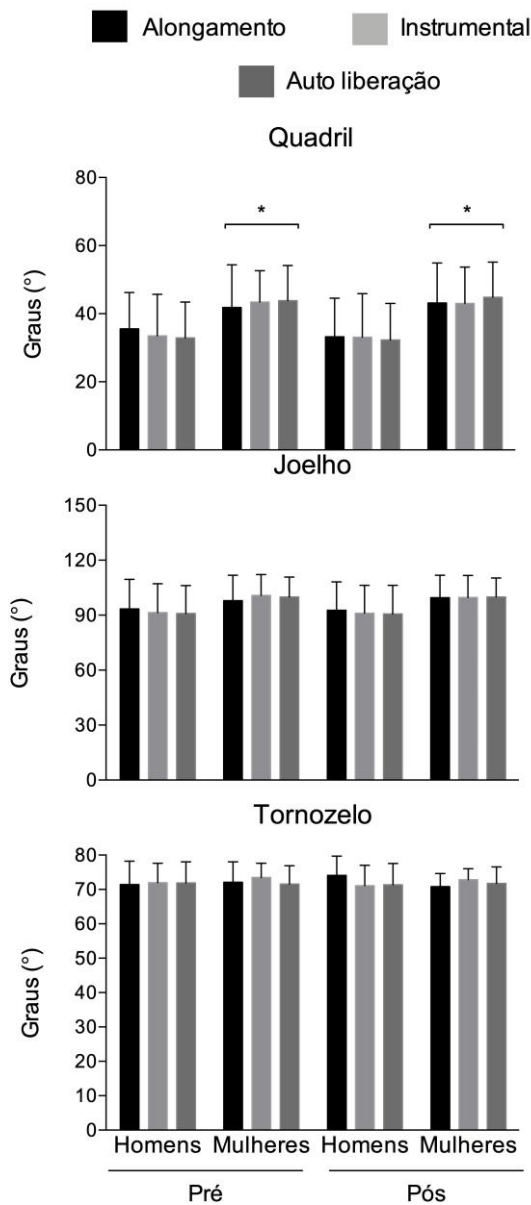 Alongamento
Instrumental
Auto liberação
Quadril
Graus (°)
80
60
40
20
0
*
*
Joelho
Graus (°)
150
120
90
60
30
0
Tornozelo
Graus (°)
80
70
60
50
40
30
20
10
0
Homens Mulheres Homens Mulheres
Pré Pós